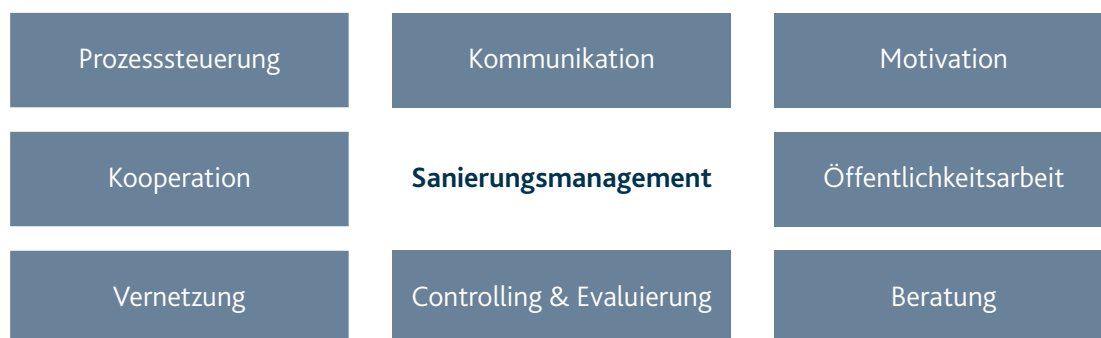 Prozesssteuerung
Kommunikation
Motivation
Kooperation
Sanierungsmanagement
Öffentlichkeitsarbeit
Vernetzung
Controlling & Evaluierung
Beratung